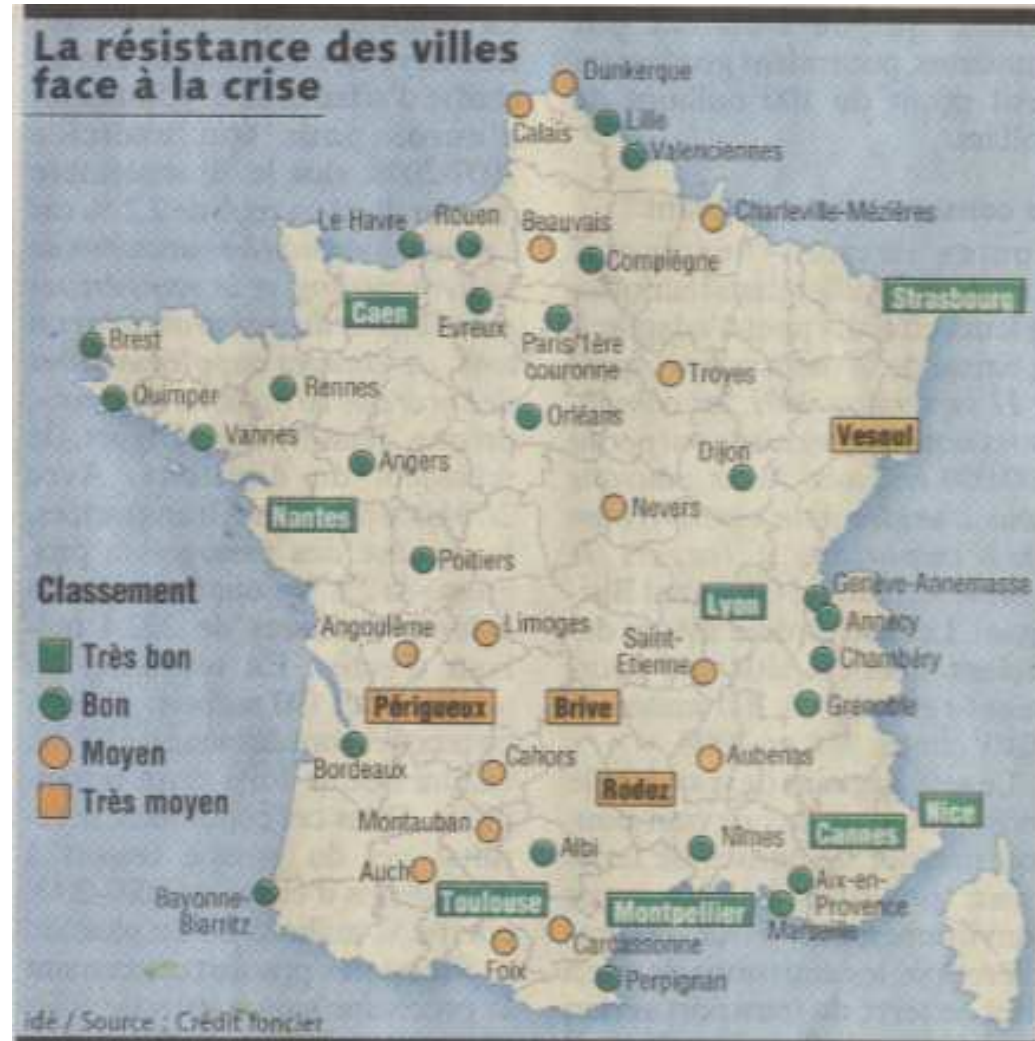 La résistance des villes
face à la crise
Dunkerque
Calais
Lille
Valenciennes
Charleville-Mézières
Le Havre
Rouen
Beauvais
Compiègne
Strasbourg
Caen
Evreux
Paris/1ère
couronne
Troyes
Brest
Quimper
Rennes
Vannes
Orléans
Vesoul
Angers
Dijon
Nantes
Nevers
Poitiers
Classement
Très bon
Bon
Moyen
Très moyen
Genève-Annemasse
Lyon
Annecy
Angoulême
Limoges
Saint-
Etienne
Chambéry
Grenoble
Périgueux
Brive
Bordeaux
Cahors
Aubenas
Rodez
Nice
Cannes
Montauban
Albi
Nîmes
Auch
Aix-en-
Provence
Marseille
Bayonne-
Biarritz
Toulouse
Montpellier
Carcassonne
Foix
Perpignan
idé / Source : Crédit foncier